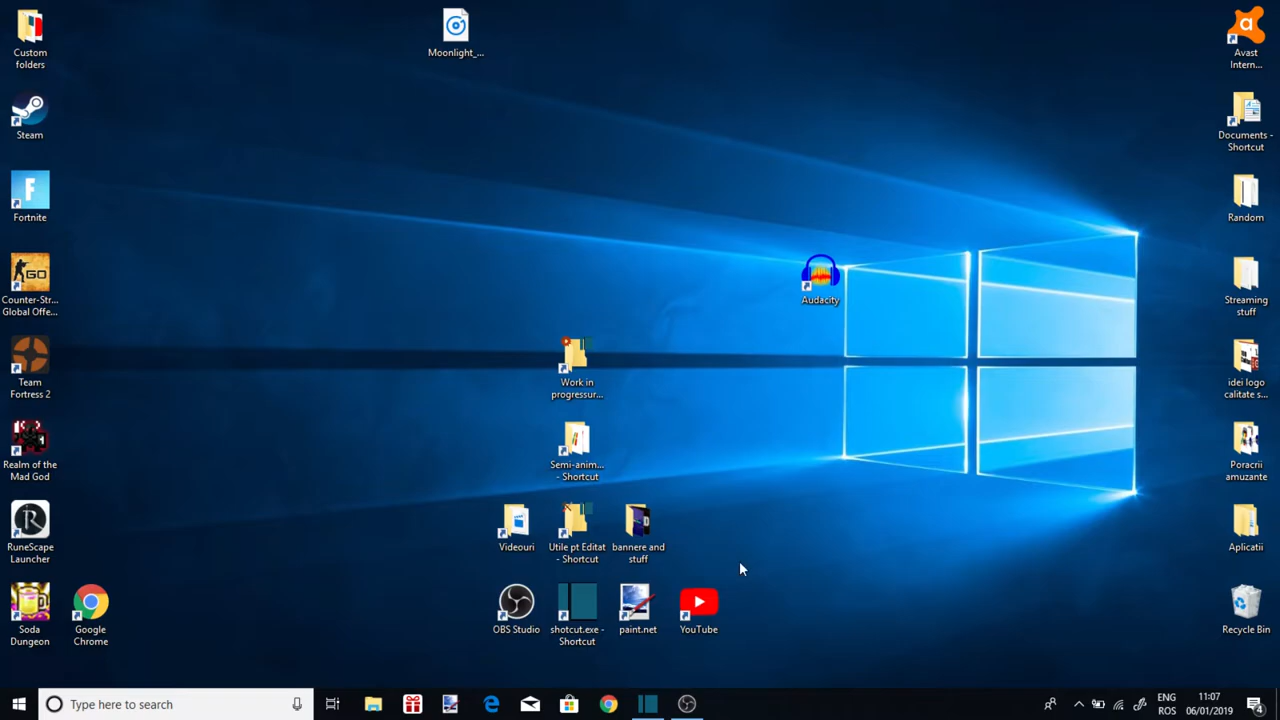 Custom
folders
Steam
Fortnite
GO
Counter-Str...
Global Offe...
Team
Fortress 2
Realm of the
Mad God
RuneScape
Launcher
Soda
Dungeon
Google
Chrome
Moonlight_...
Audacity
Work in
progressur...
Semi-anim...
- Shortcut
Videouri
Utile pt Editat
- Shortcut
bannere and
stuff
OBS Studio
shotcut.exe -
Shortcut
paint.net
YouTube
Avast
Intern...
Documents -
Shortcut
Random
Streaming
stuff
idei logo
calitate s...
Poracrii
amuzante
Aplicatii
Recycle Bin
Type here to search
ENG
ROS
11:07
06/01/2019
4